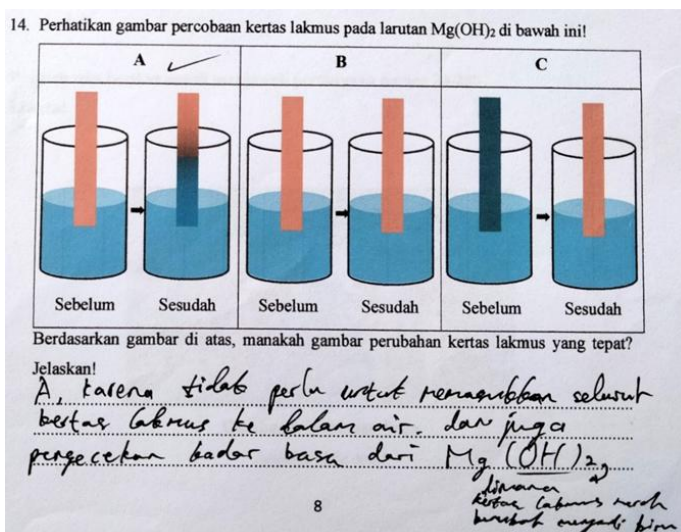 14. Perhatikan gambar percobaan kertas lakmus pada larutan Mg(OH)₂ di bawah ini!
A B C
Sebelum Sesudah Sebelum Sesudah Sebelum Sesudah
Berdasarkan gambar di atas, manakah gambar perubahan kertas lakmus yang tepat?
Jelaskan!
A, karena tidak perlu untuk memasukkan seluruh
kertas lakmus ke dalam air. dan juga
pengecekan kadar basa dari Mg(OH)₂,
dimana
kertas lakmus merah
berubah menjadi biru
8